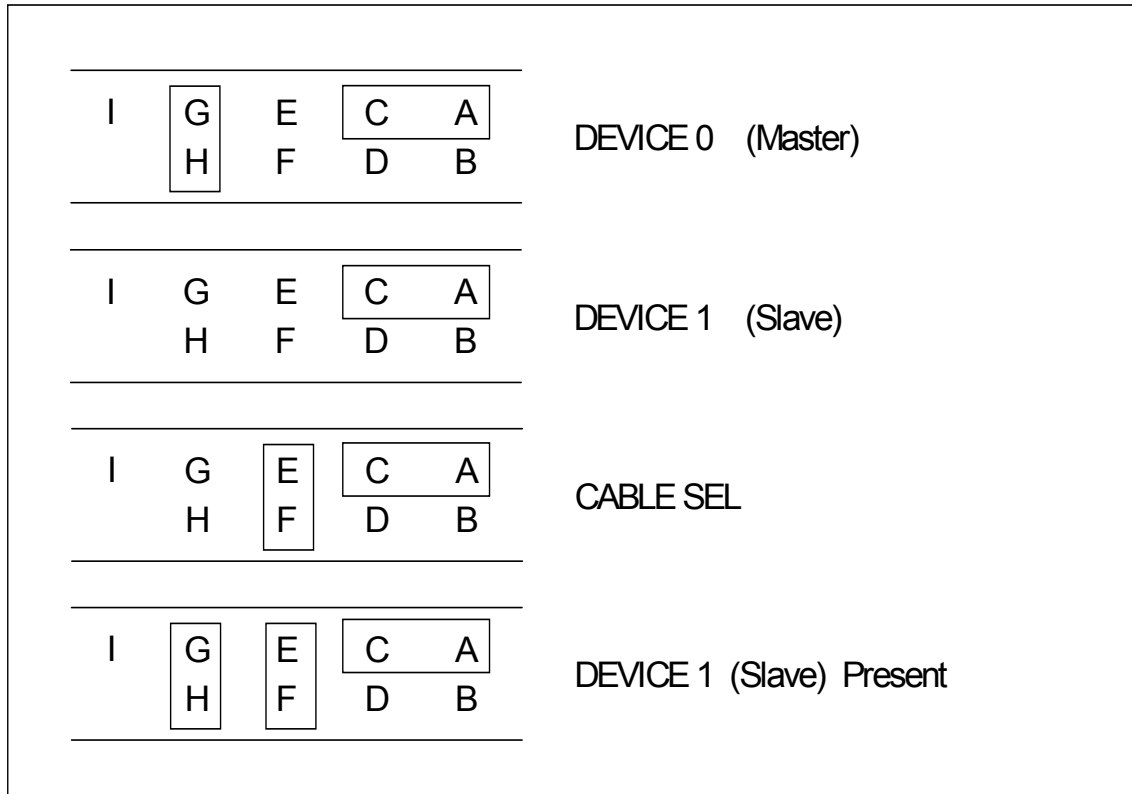 I G E C A
H F D B
DEVICE 0 (Master)
I G E C A
H F D B
DEVICE 1 (Slave)
I G E C A
H F D B
CABLE SEL
I G E C A
H F D B
DEVICE 1 (Slave) Present